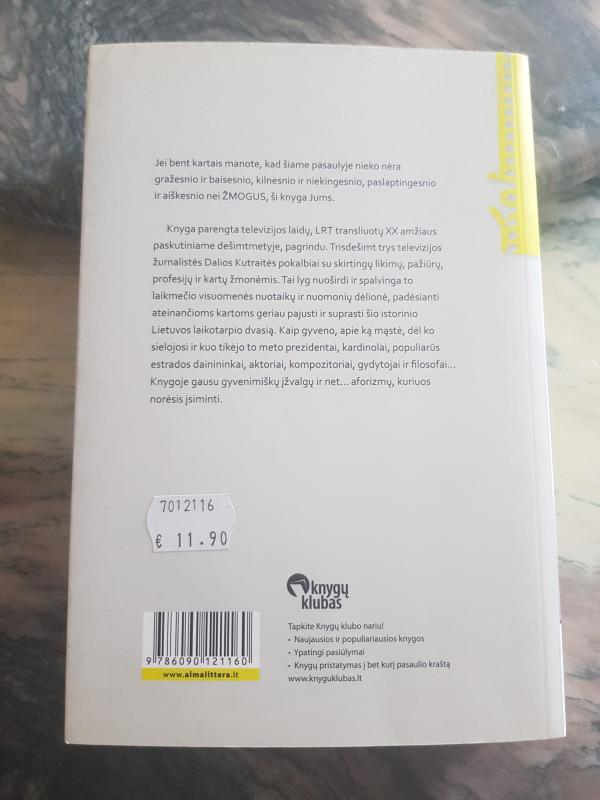 Jei bent kartais manote, kad šiame pasaulyje nieko nėra
gražesnio ir baisesnio, kilnesnio ir niekingesnio, paslaptingesnio
ir aiškesnio nei ŽMOGUS, ši knyga Jums.
Knyga parengta televizijos laidų, LRT transliuotų XX amžiaus
paskutiniame dešimtmetyje, pagrindu. Trisdešimt trys televizijos
žurnalistės Dalios Kutraitės pokalbiai su skirtingų likimų, pažiūrų,
profesijų ir kartų žmonėmis. Tai lyg nuoširdi ir spalvinga to
laikmečio visuomenės nuotaikų ir nuomonių dėlionė, padėsianti
ateinančioms kartoms geriau pajusti ir suprasti šio istorinio
Lietuvos laikotarpio dvasią. Kaip gyveno, apie ką mąstė, dėl ko
sielojosi ir kuo tikėjo to meto prezidentai, kardinolai, populiarūs
estrados dainininkai, aktoriai, kompozitoriai, gydytojai ir filosofai...
Knygoje gausu gyvenimiškų įžvalgų ir net... aforizmų, kuriuos
norėsis įsiminti.
7012116
€ 11.90
knygų
klubas
Tapkite Knygų klubo nariu!
• Naujausios ir populiariausios knygos
• Ypatingi pasiūlymai
• Knygų pristatymas į bet kurį pasaulio kraštą
www.knyguklubas.lt
9 786090 121160
www.almalittera.lt